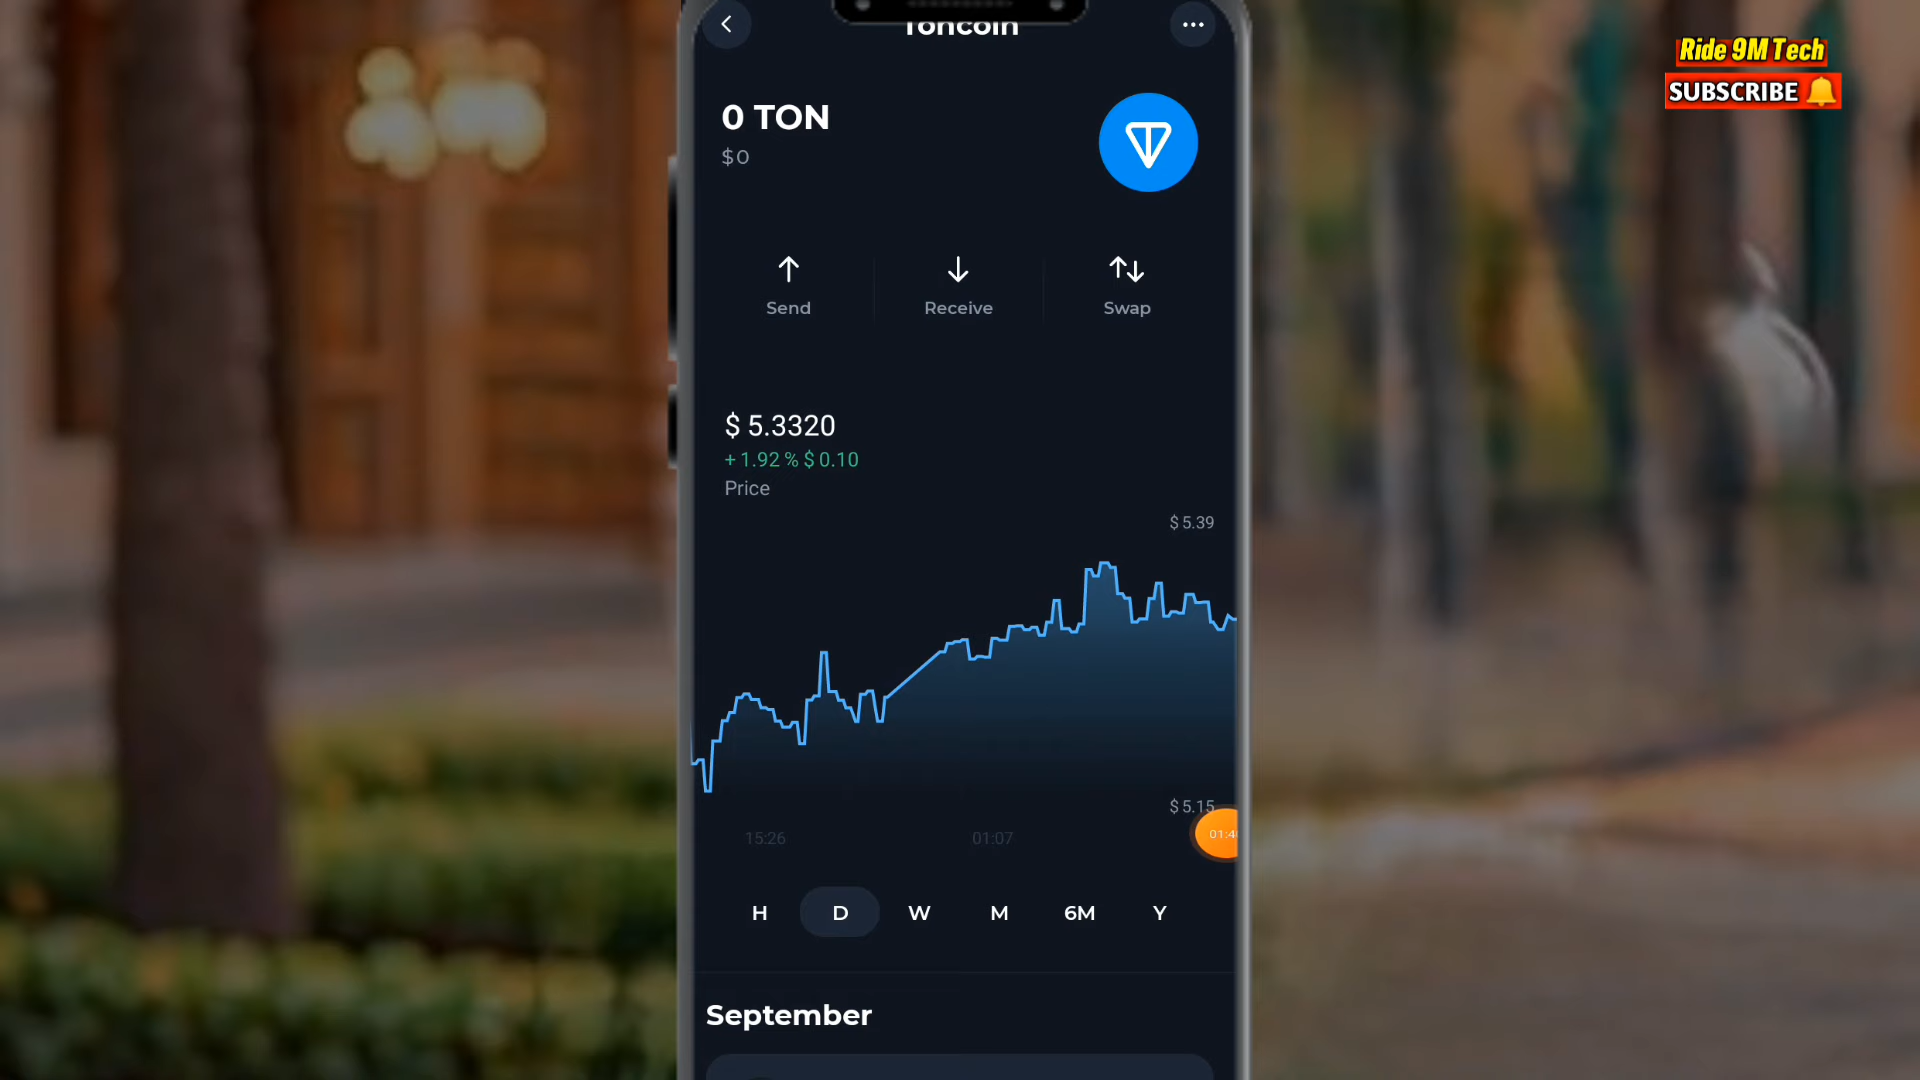 Toncoin
Ride 9M Tech
SUBSCRIBE
0 TON
$0
Send
Receive
Swap
$ 5.3320
+ 1.92 % $ 0.10
Price
$ 5.39
$ 5.15
15:26
01:07
H
D
W
M
6M
Y
September